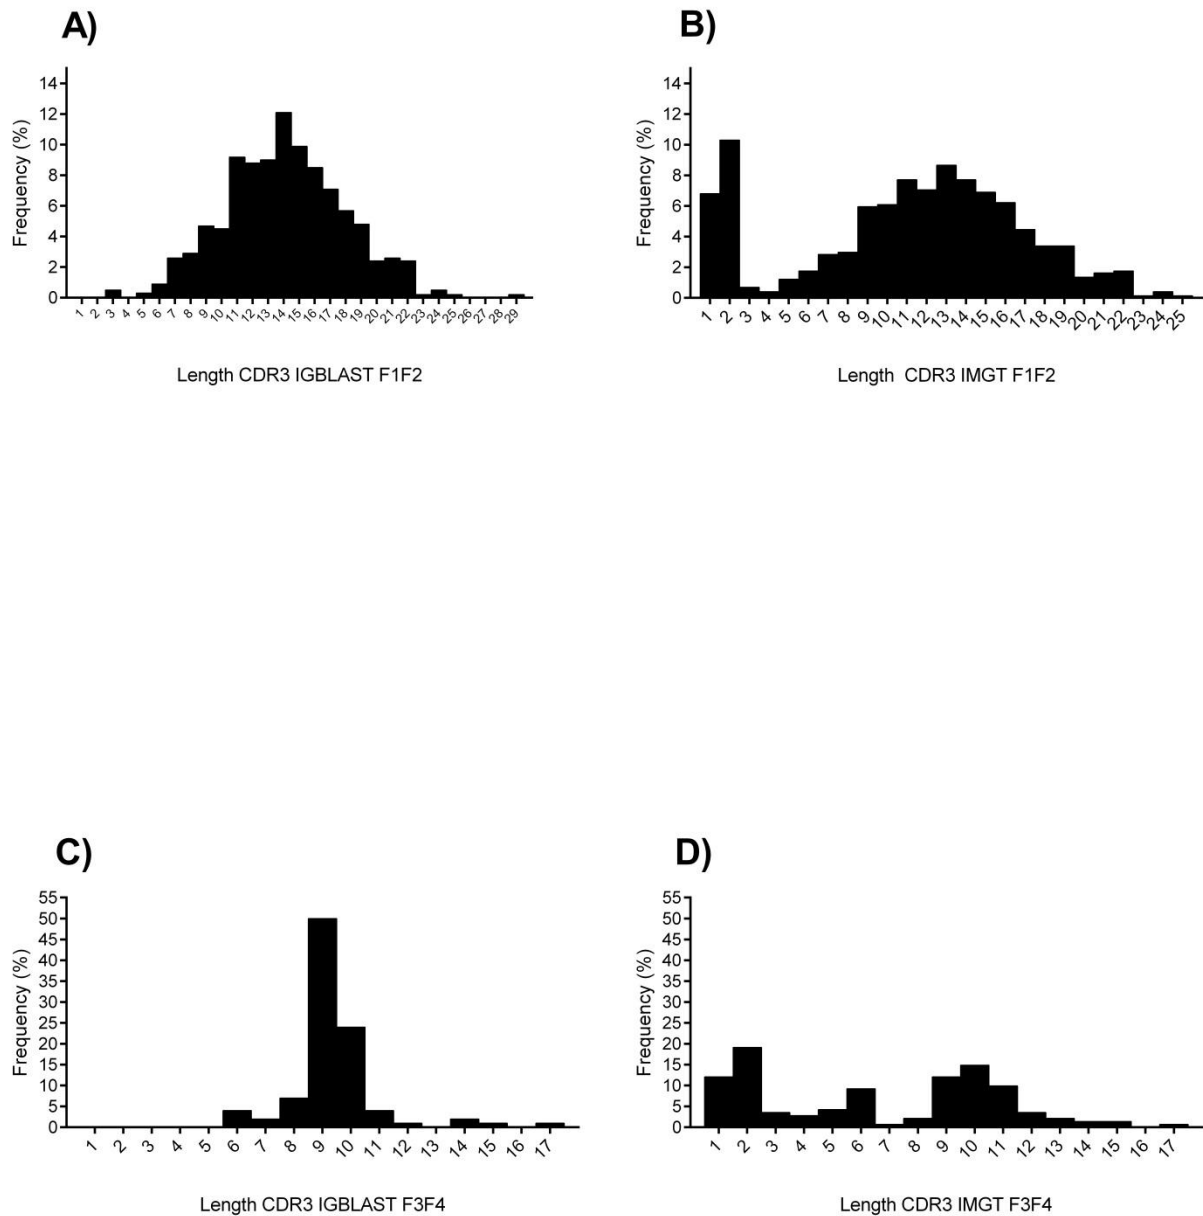 A)
Frequency (%)
14
12
10
8
6
4
2
0
1 2 3 4 5 6 7 8 9 10 11 12 13 14 15 16 17 18 19 20 21 22 23 24 25 26 27 28 29
Length CDR3 IGBLAST F1F2
B)
Frequency (%)
14
12
10
8
6
4
2
0
1 2 3 4 5 6 7 8 9 10 11 12 13 14 15 16 17 18 19 20 21 22 23 24 25
Length CDR3 IMGT F1F2
C)
Frequency (%)
55
50
45
40
35
30
25
20
15
10
5
0
1 2 3 4 5 6 7 8 9 10 11 12 13 14 15 16 17
Length CDR3 IGBLAST F3F4
D)
Frequency (%)
55
50
45
40
35
30
25
20
15
10
5
0
1 2 3 4 5 6 7 8 9 10 11 12 13 14 15 16 17
Length CDR3 IMGT F3F4